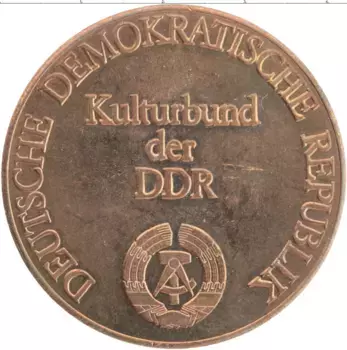 DEUTSCHE DEMOKRATISCHE REPUBLIK
Kulturbund
der
DDR